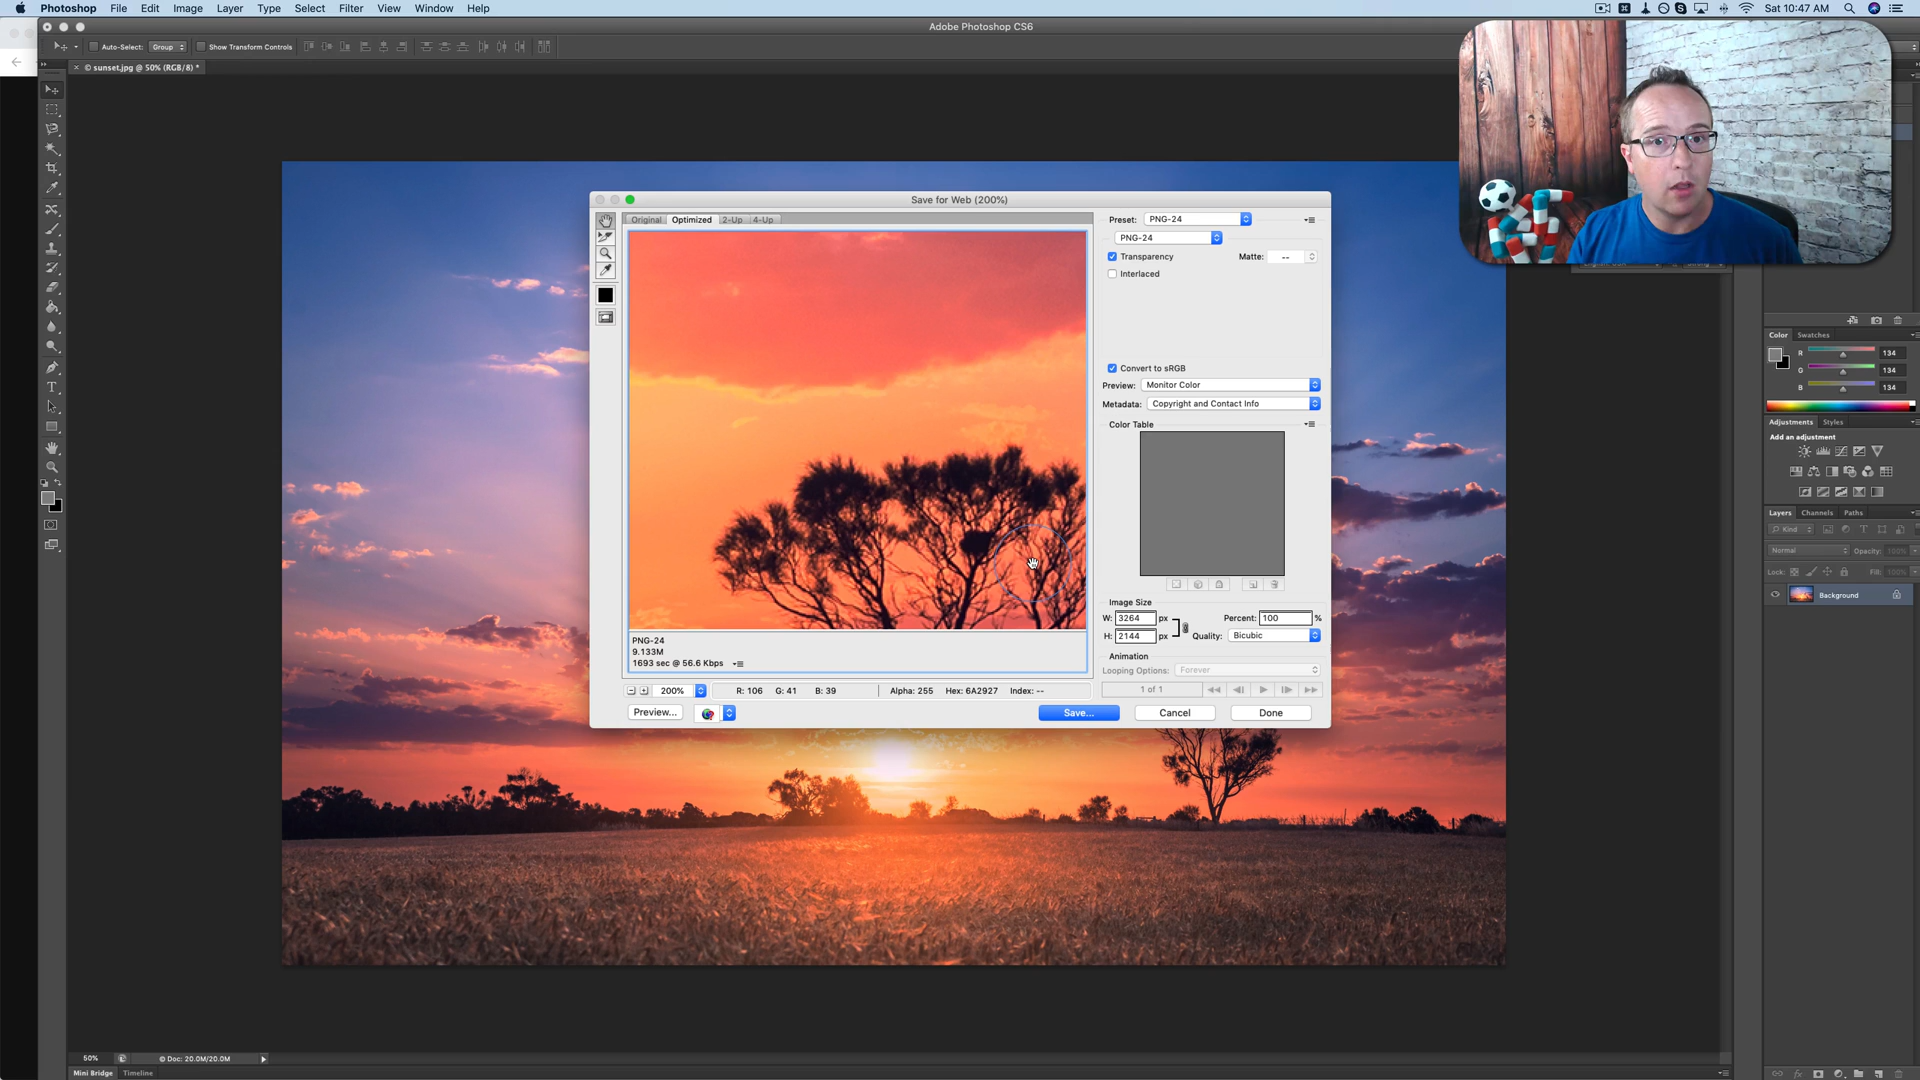 Photoshop File Edit Image Layer Type Select Filter View Window Help Sat 10:47 AM
Adobe Photoshop CS6
Auto-Select: Group Show Transform Controls
× © sunset.jpg @ 50% (RGB/8) *
Save for Web (200%)
Original Optimized 2-Up 4-Up
Preset: PNG-24
PNG-24
Transparency Matte: --
Interlaced
Convert to sRGB
Preview: Monitor Color
Metadata: Copyright and Contact Info
Color Table
Image Size
W: 3264 px Percent: 100 %
H: 2144 px Quality: Bicubic
Animation
Looping Options: Forever
1 of 1
PNG-24
9.133M
1693 sec @ 56.6 Kbps
200% R: 106 G: 41 B: 39 Alpha: 255 Hex: 6A2927 Index: --
Preview... Save... Cancel Done
Color Swatches
R 134
G 134
B 134
Adjustments Styles
Add an adjustment
Layers Channels Paths
Kind
Normal Opacity: 100%
Lock: Fill: 100%
Background
50% Doc: 20.0M/20.0M
Mini Bridge Timeline